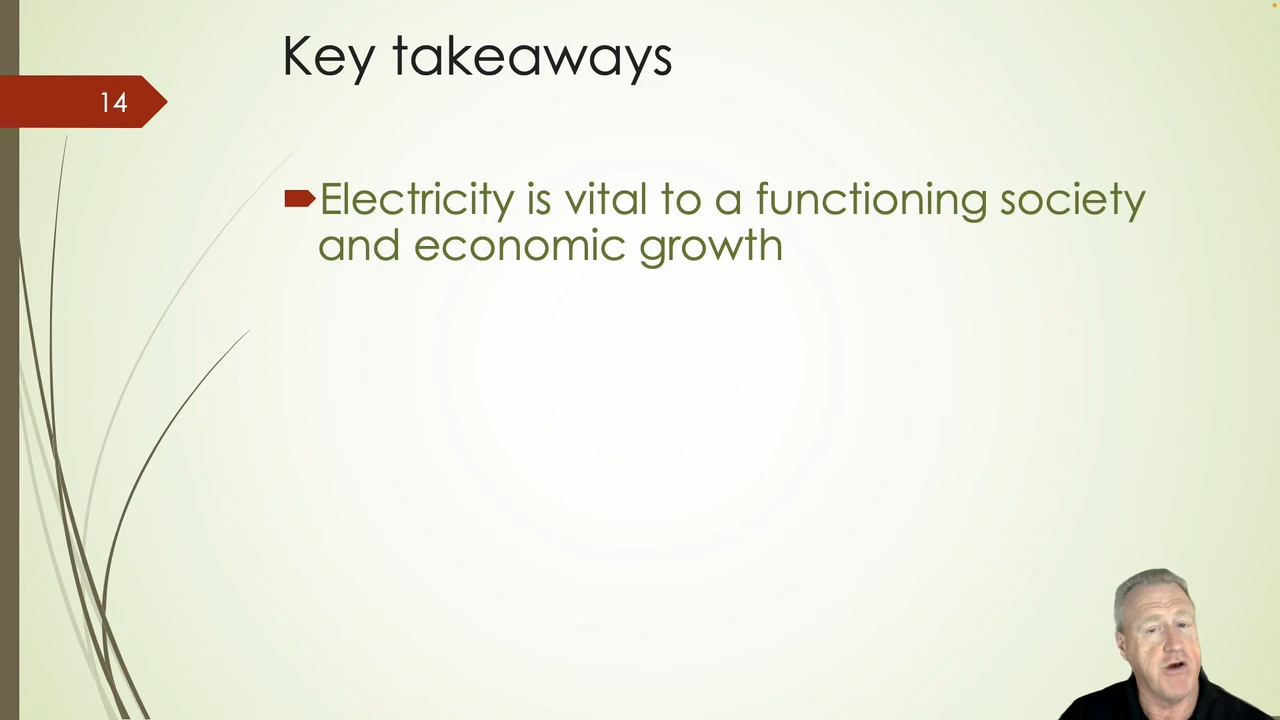 Key takeaways
14
Electricity is vital to a functioning society
and economic growth